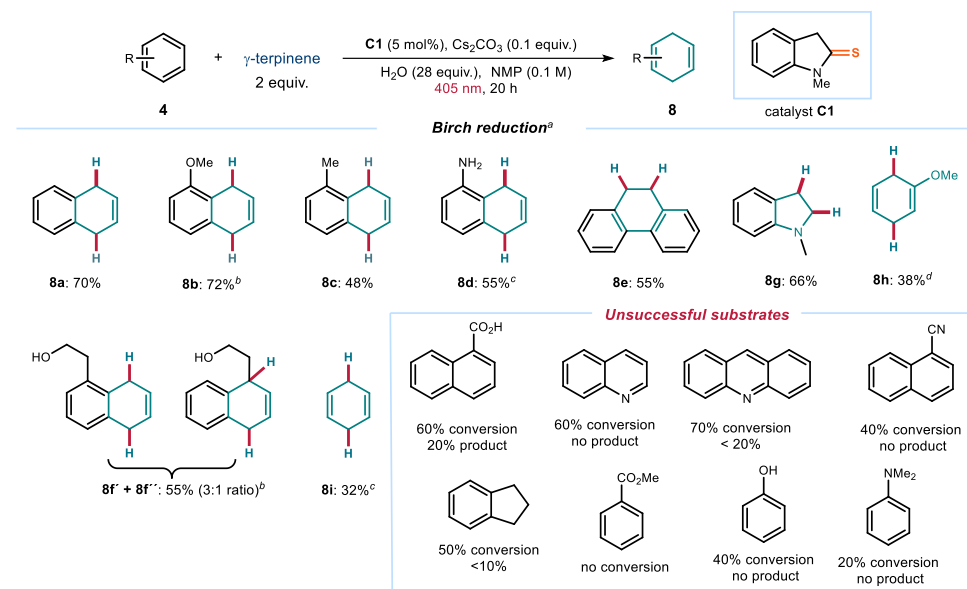 R
4
+
γ-terpinene
2 equiv.
C1 (5 mol%), Cs₂CO₃ (0.1 equiv.)
H₂O (28 equiv.), NMP (0.1 M)
405 nm, 20 h
R
8
S
N
Me
catalyst C1
Birch reductionᵃ
H
H
8a: 70%
OMe
H
H
8b: 72%ᵇ
Me
H
H
8c: 48%
NH₂
H
H
8d: 55%ᶜ
H
H
8e: 55%
H
H
N
8g: 66%
H
OMe
H
8h: 38%ᵈ
HO
H
H
HO
H
H
8f´ + 8f´´: 55% (3:1 ratio)ᵇ
H
H
8i: 32%ᶜ
Unsuccessful substrates
CO₂H
60% conversion
20% product
N
60% conversion
no product
N
70% conversion
< 20%
CN
40% conversion
no product
50% conversion
<10%
CO₂Me
no conversion
OH
40% conversion
no product
NMe₂
20% conversion
no product